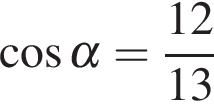 cos α = 12/13